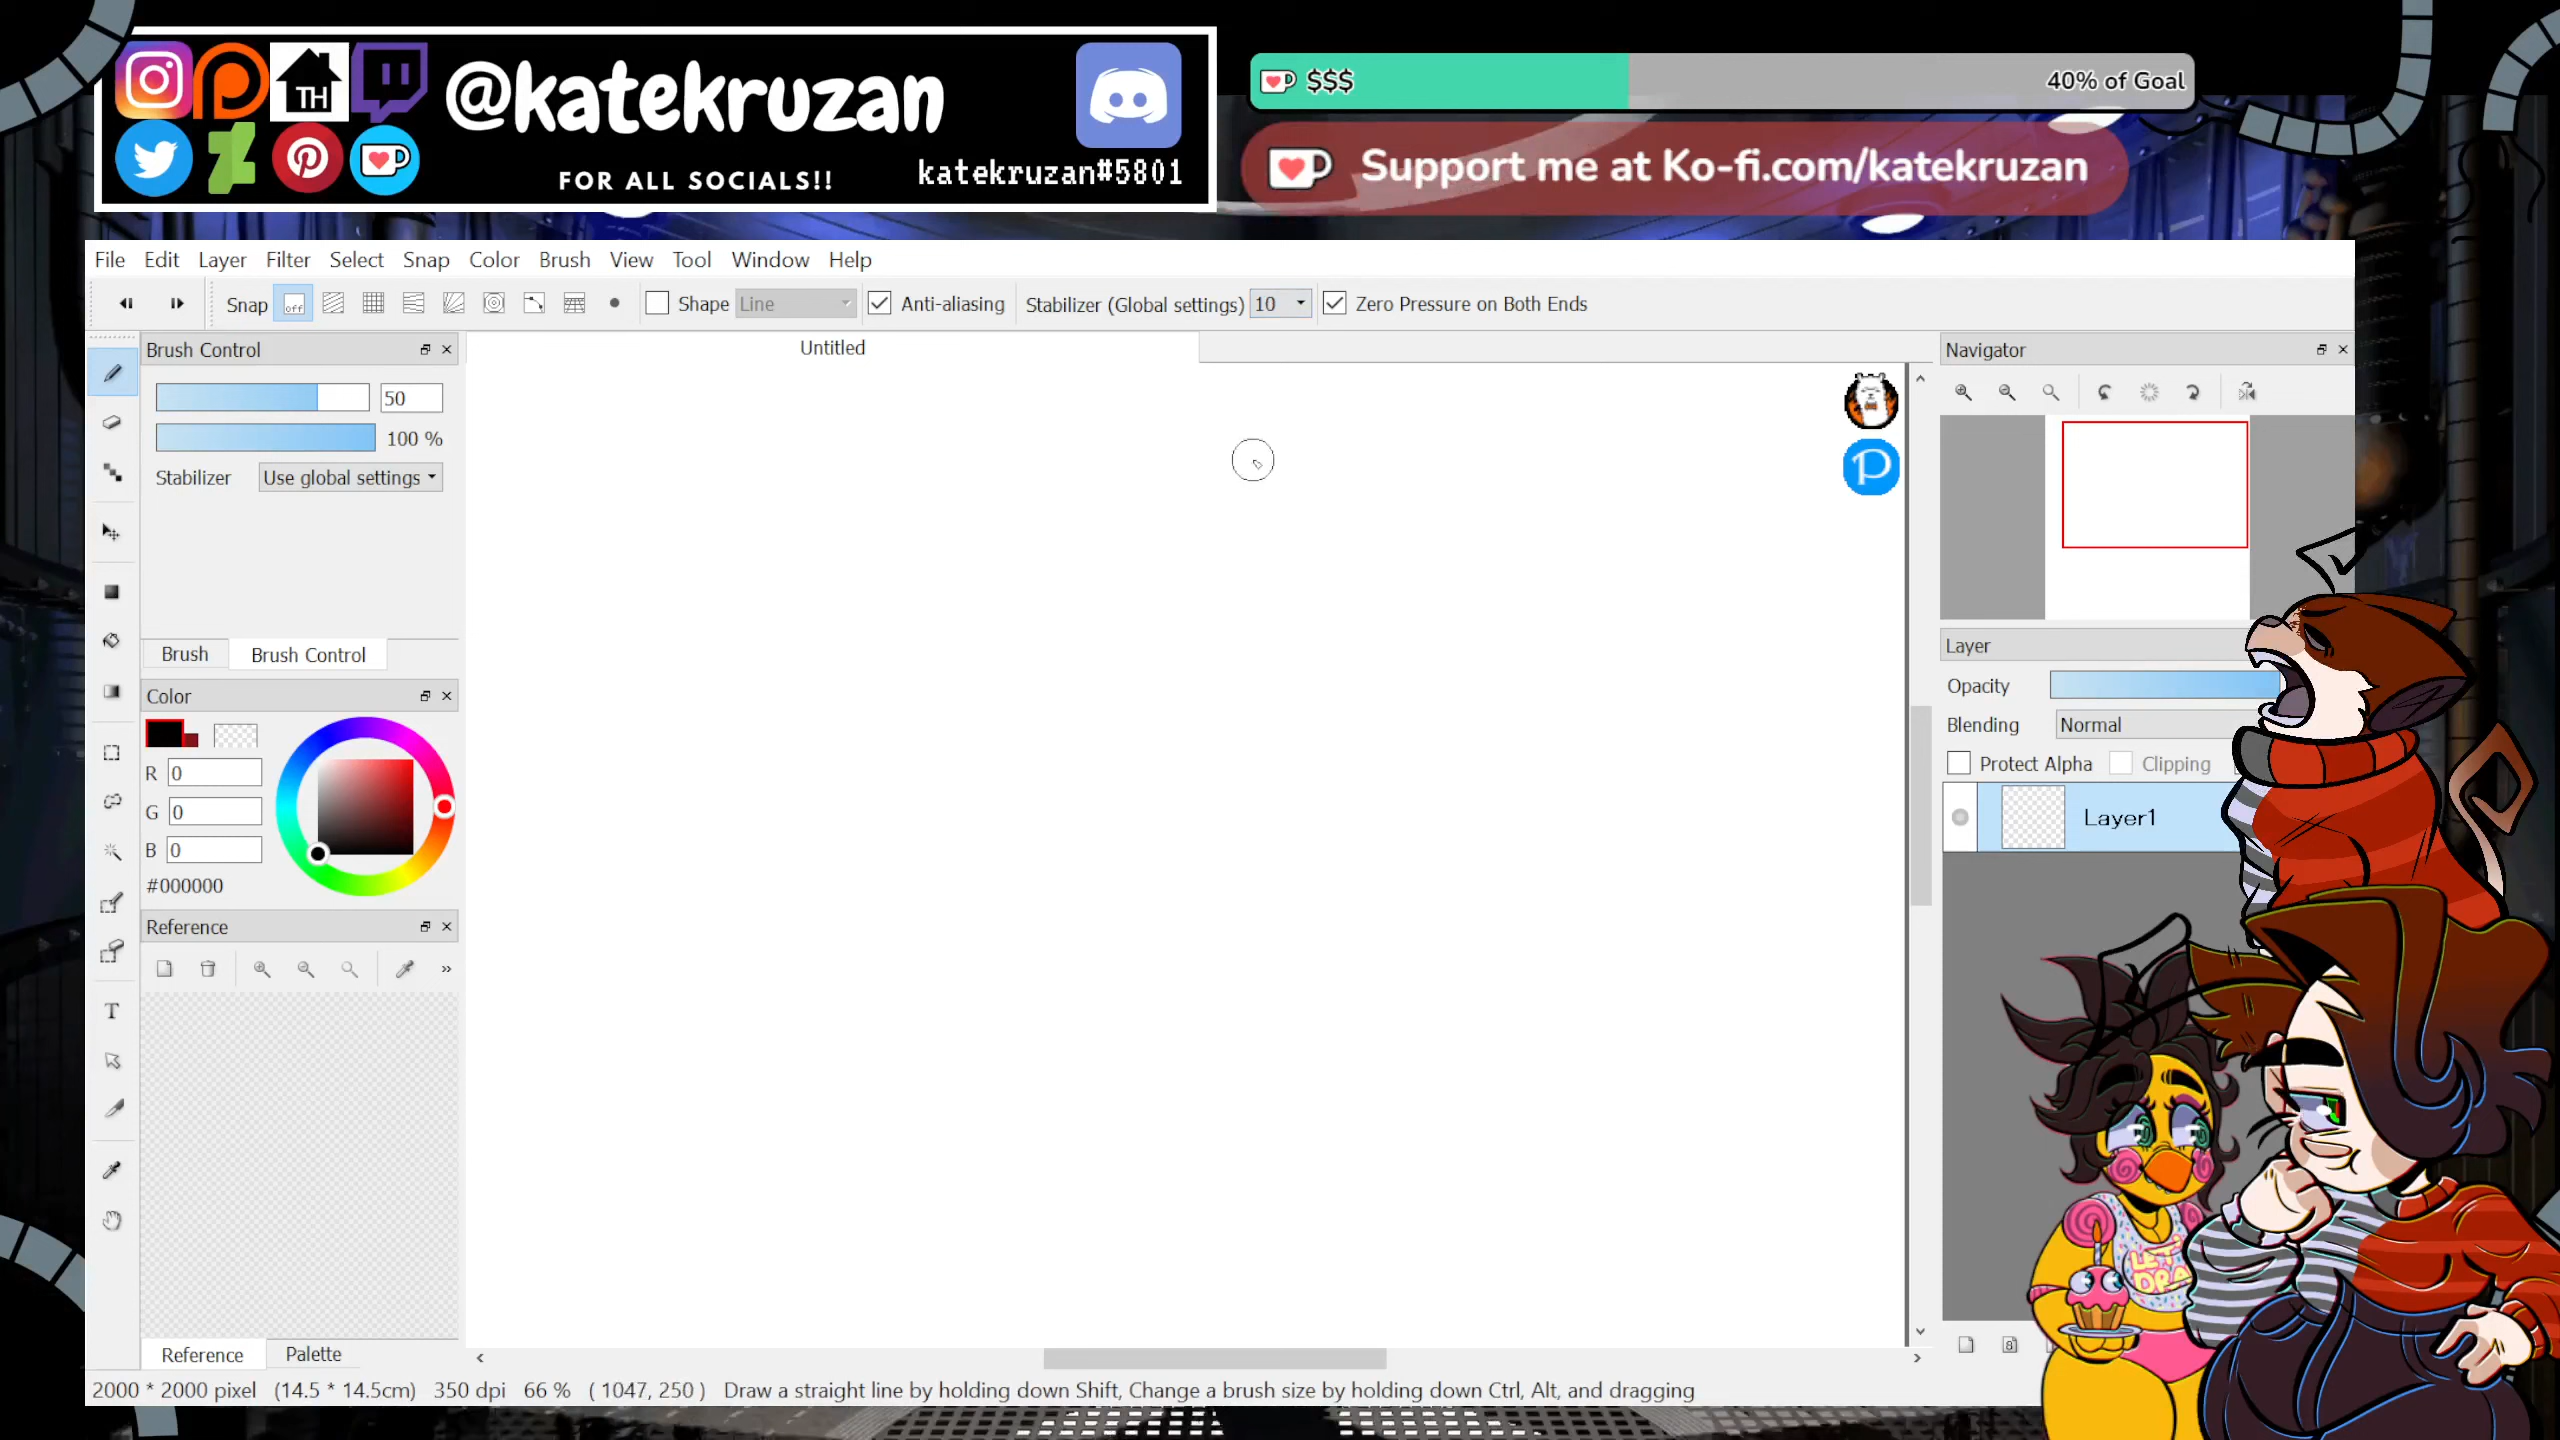 TH
@katekruzan
FOR ALL SOCIALS!!
katekruzan#5801
$$$
40% of Goal
Support me at Ko-fi.com/katekruzan
File Edit Layer Filter Select Snap Color Brush View Tool Window Help
Snap off Shape Line Anti-aliasing Stabilizer (Global settings) 10 Zero Pressure on Both Ends
Brush Control
50
100 %
Stabilizer Use global settings
Brush Brush Control
Color
R 0
G 0
B 0
#000000
Reference
T
Reference Palette
Untitled
P
Navigator
Layer
Opacity
Blending Normal
Protect Alpha Clipping
Layer1
8
LET'
DRA
2000 * 2000 pixel (14.5 * 14.5cm) 350 dpi 66 % ( 1047, 250 ) Draw a straight line by holding down Shift, Change a brush size by holding down Ctrl, Alt, and dragging